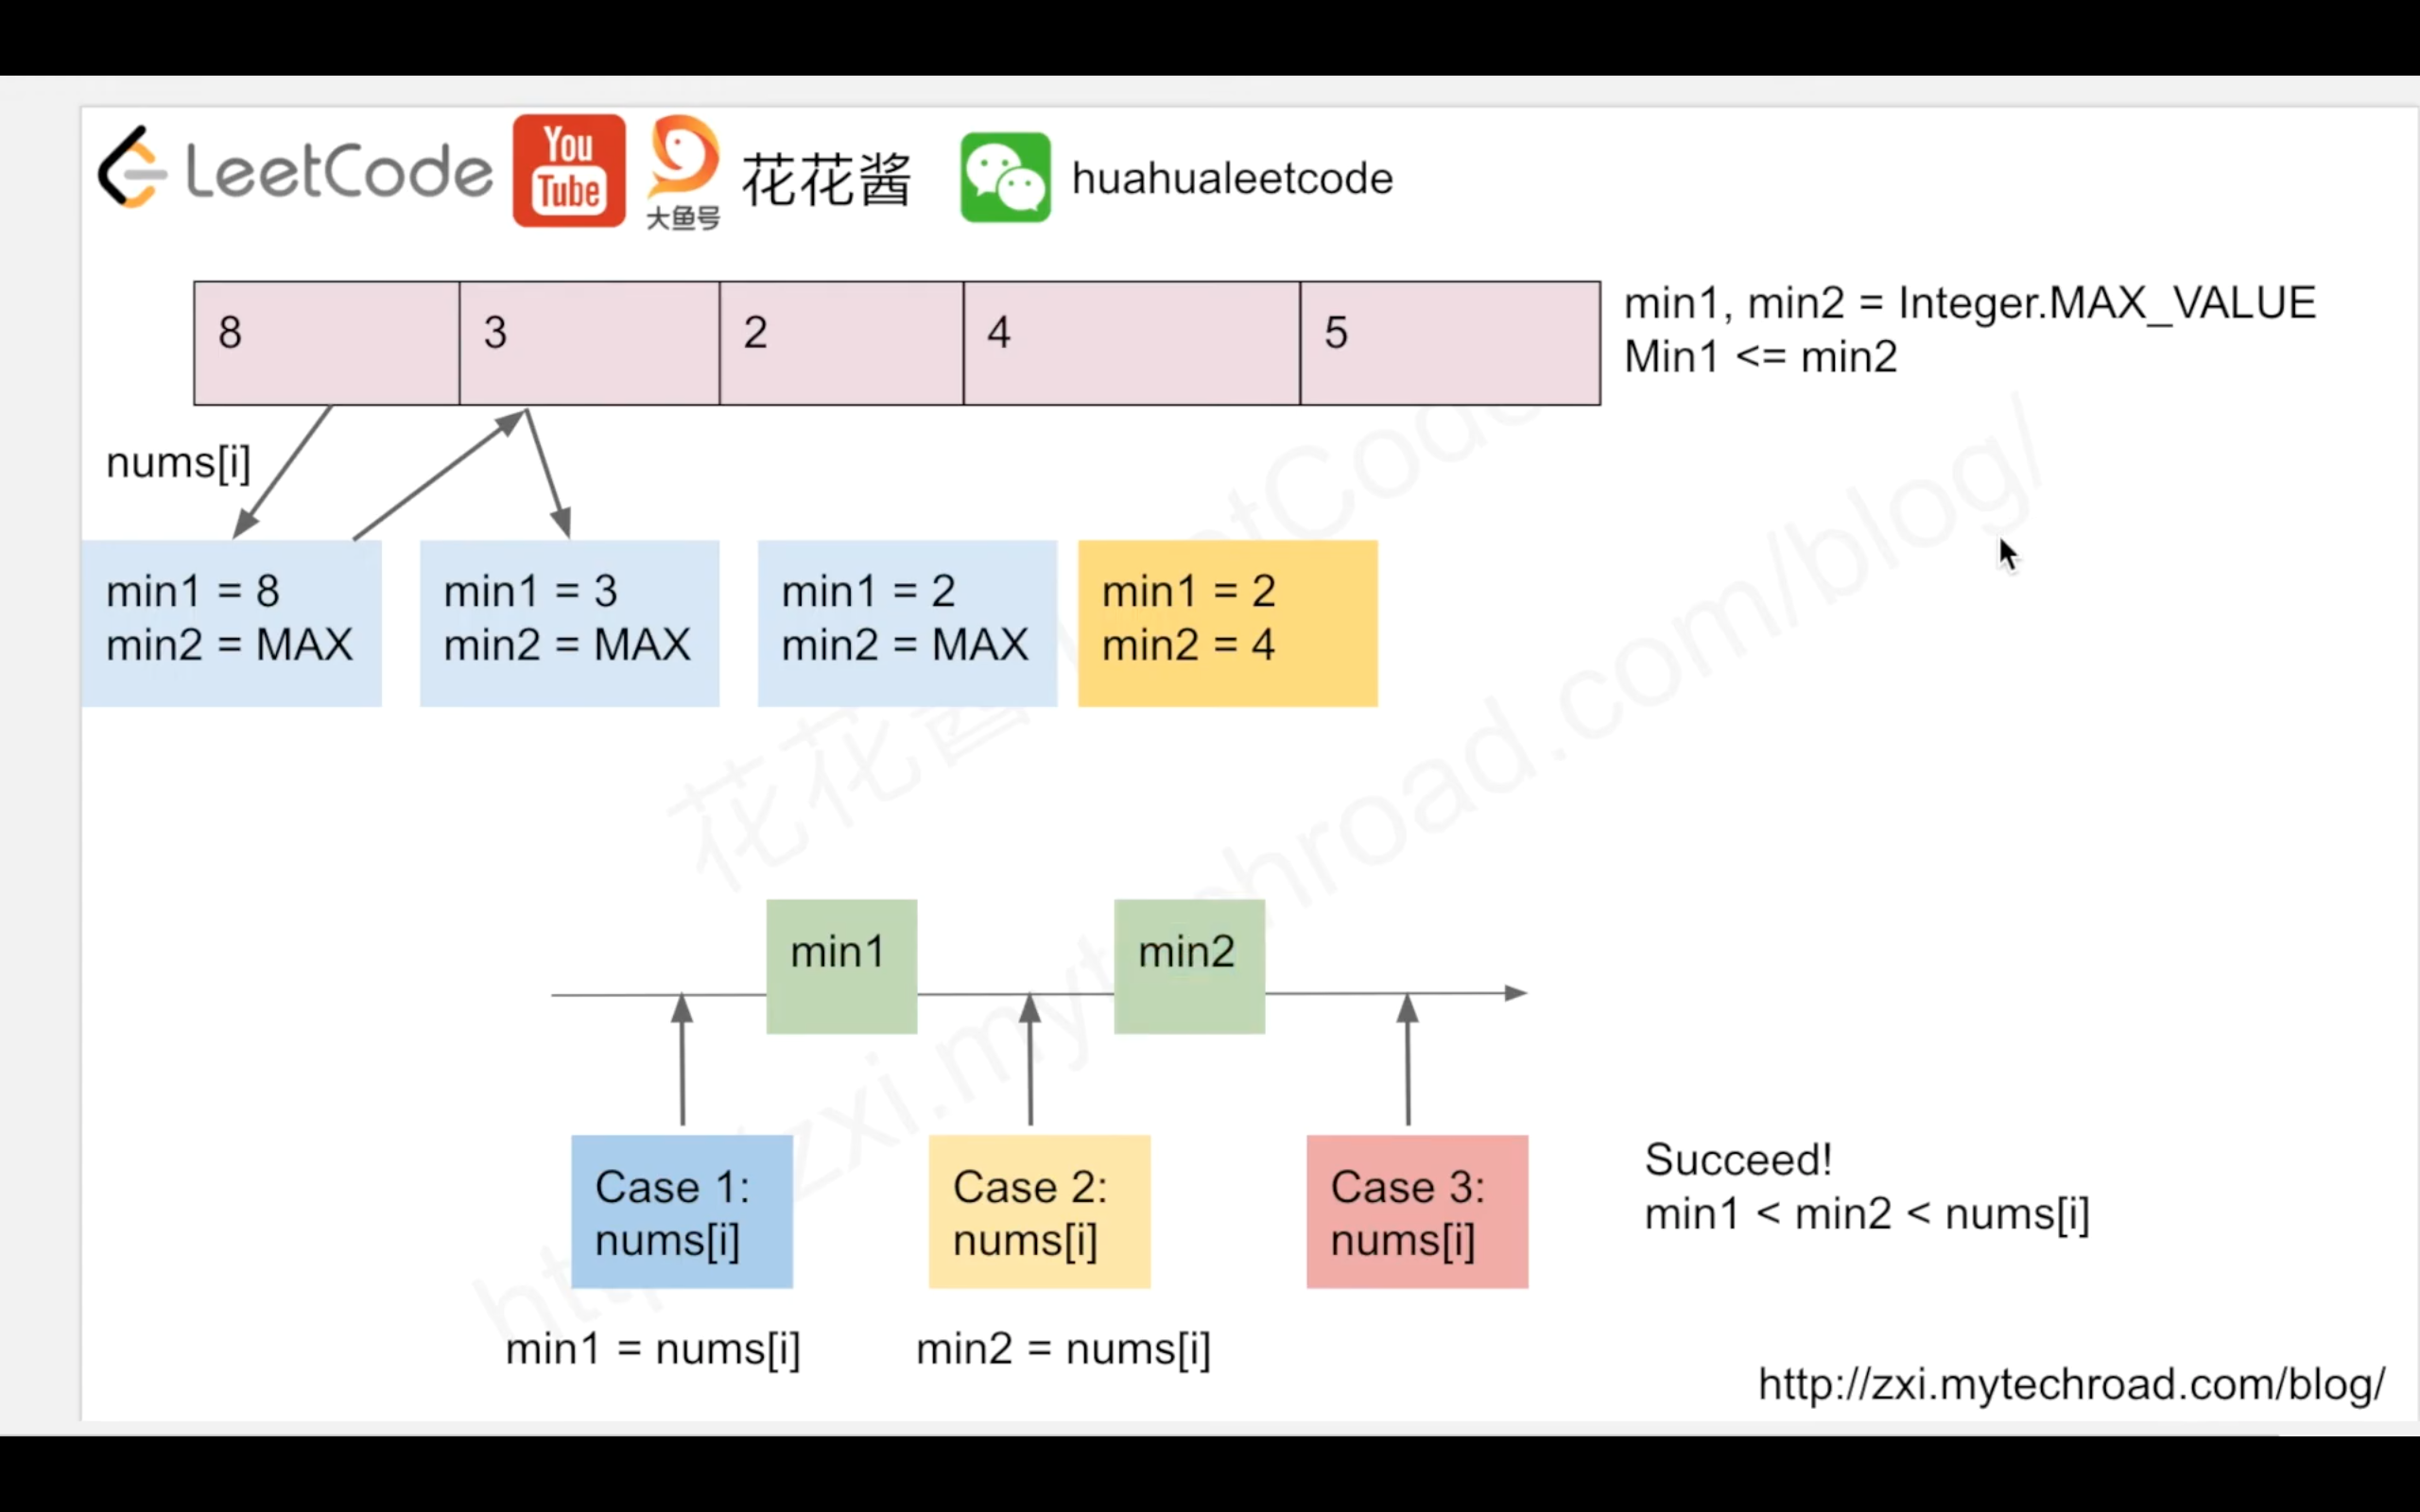 LeetCode
You
Tube
大鱼号
花花酱
huahualeetcode
8 3 2 4 5
min1, min2 = Integer.MAX_VALUE
Min1 <= min2
nums[i]
min1 = 8
min2 = MAX
min1 = 3
min2 = MAX
min1 = 2
min2 = MAX
min1 = 2
min2 = 4
min1
min2
Case 1:
nums[i]
Case 2:
nums[i]
Case 3:
nums[i]
Succeed!
min1 < min2 < nums[i]
min1 = nums[i]
min2 = nums[i]
http://zxi.mytechroad.com/blog/
花花酱 LeetCode
http://zxi.mytechroad.com/blog/